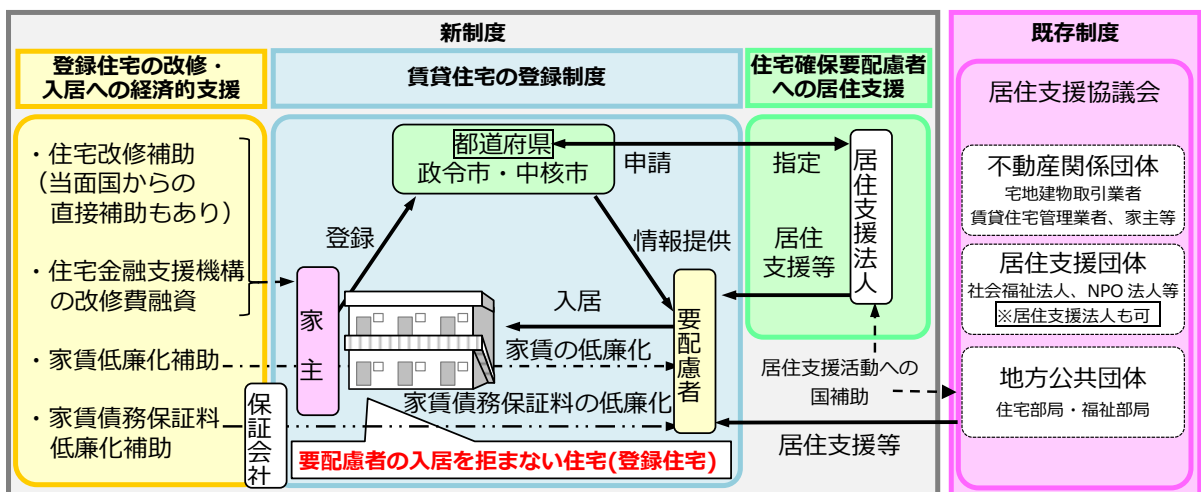 新制度
既存制度
登録住宅の改修・
入居への経済的支援
賃貸住宅の登録制度
住宅確保要配慮者
への居住支援
・住宅改修補助
（当面国からの
直接補助もあり）
・住宅金融支援機構
の改修費融資
・家賃低廉化補助
・家賃債務保証料
低廉化補助
保証会社
家主
都道府県
政令市・中核市
登録
情報提供
入居
家賃の低廉化
家賃債務保証料の低廉化
要配慮者
要配慮者の入居を拒まない住宅(登録住宅)
申請
指定
居住支援法人
居住
支援等
居住支援活動への
国補助
居住支援等
居住支援協議会
不動産関係団体
宅地建物取引業者
賃貸住宅管理業者、家主等
居住支援団体
社会福祉法人、NPO 法人等
※居住支援法人も可
地方公共団体
住宅部局・福祉部局